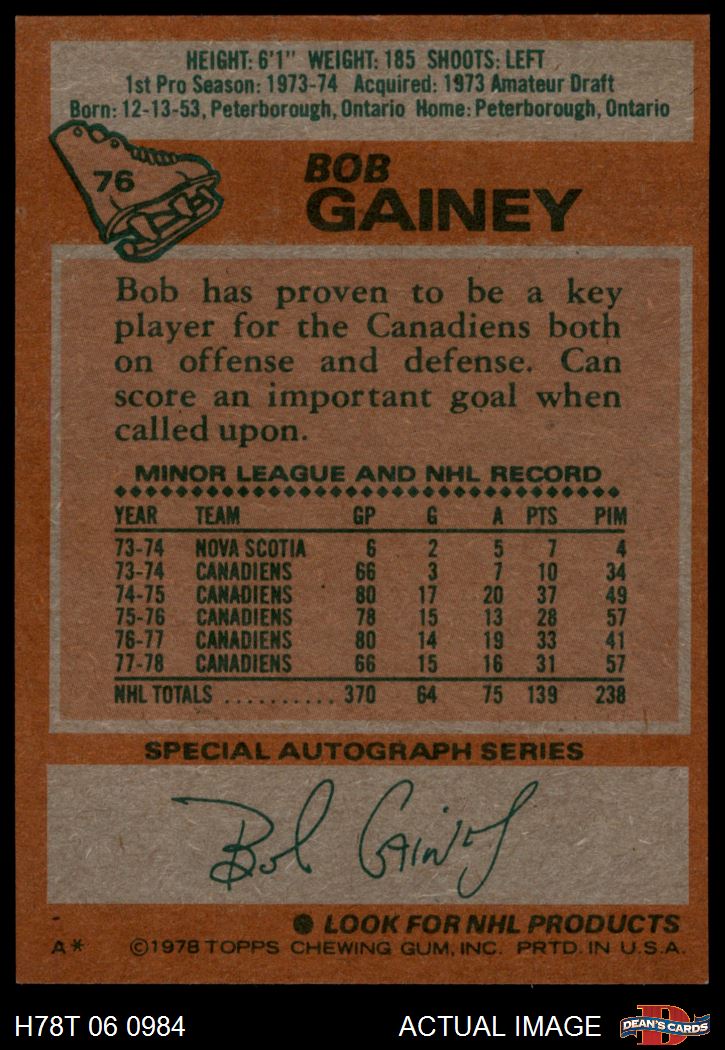 HEIGHT: 6'1" WEIGHT: 185 SHOOTS: LEFT
1st Pro Season: 1973-74 Acquired: 1973 Amateur Draft
Born: 12-13-53, Peterborough, Ontario Home: Peterborough, Ontario
76
BOB
GAINEY
Bob has proven to be a key
player for the Canadiens both
on offense and defense. Can
score an important goal when
called upon.
MINOR LEAGUE AND NHL RECORD
YEAR TEAM GP G A PTS PIM
73-74 NOVA SCOTIA 6 2 5 7 4
73-74 CANADIENS 66 3 7 10 34
74-75 CANADIENS 80 17 20 37 49
75-76 CANADIENS 78 15 13 28 57
76-77 CANADIENS 80 14 19 33 41
77-78 CANADIENS 66 15 16 31 57
NHL TOTALS .......... 370 64 75 139 238
SPECIAL AUTOGRAPH SERIES
Bob Gainey
● LOOK FOR NHL PRODUCTS
A* ©1978 TOPPS CHEWING GUM, INC. PRTD. IN U.S.A.
H78T 06 0984 ACTUAL IMAGE D DEAN'S CARDS